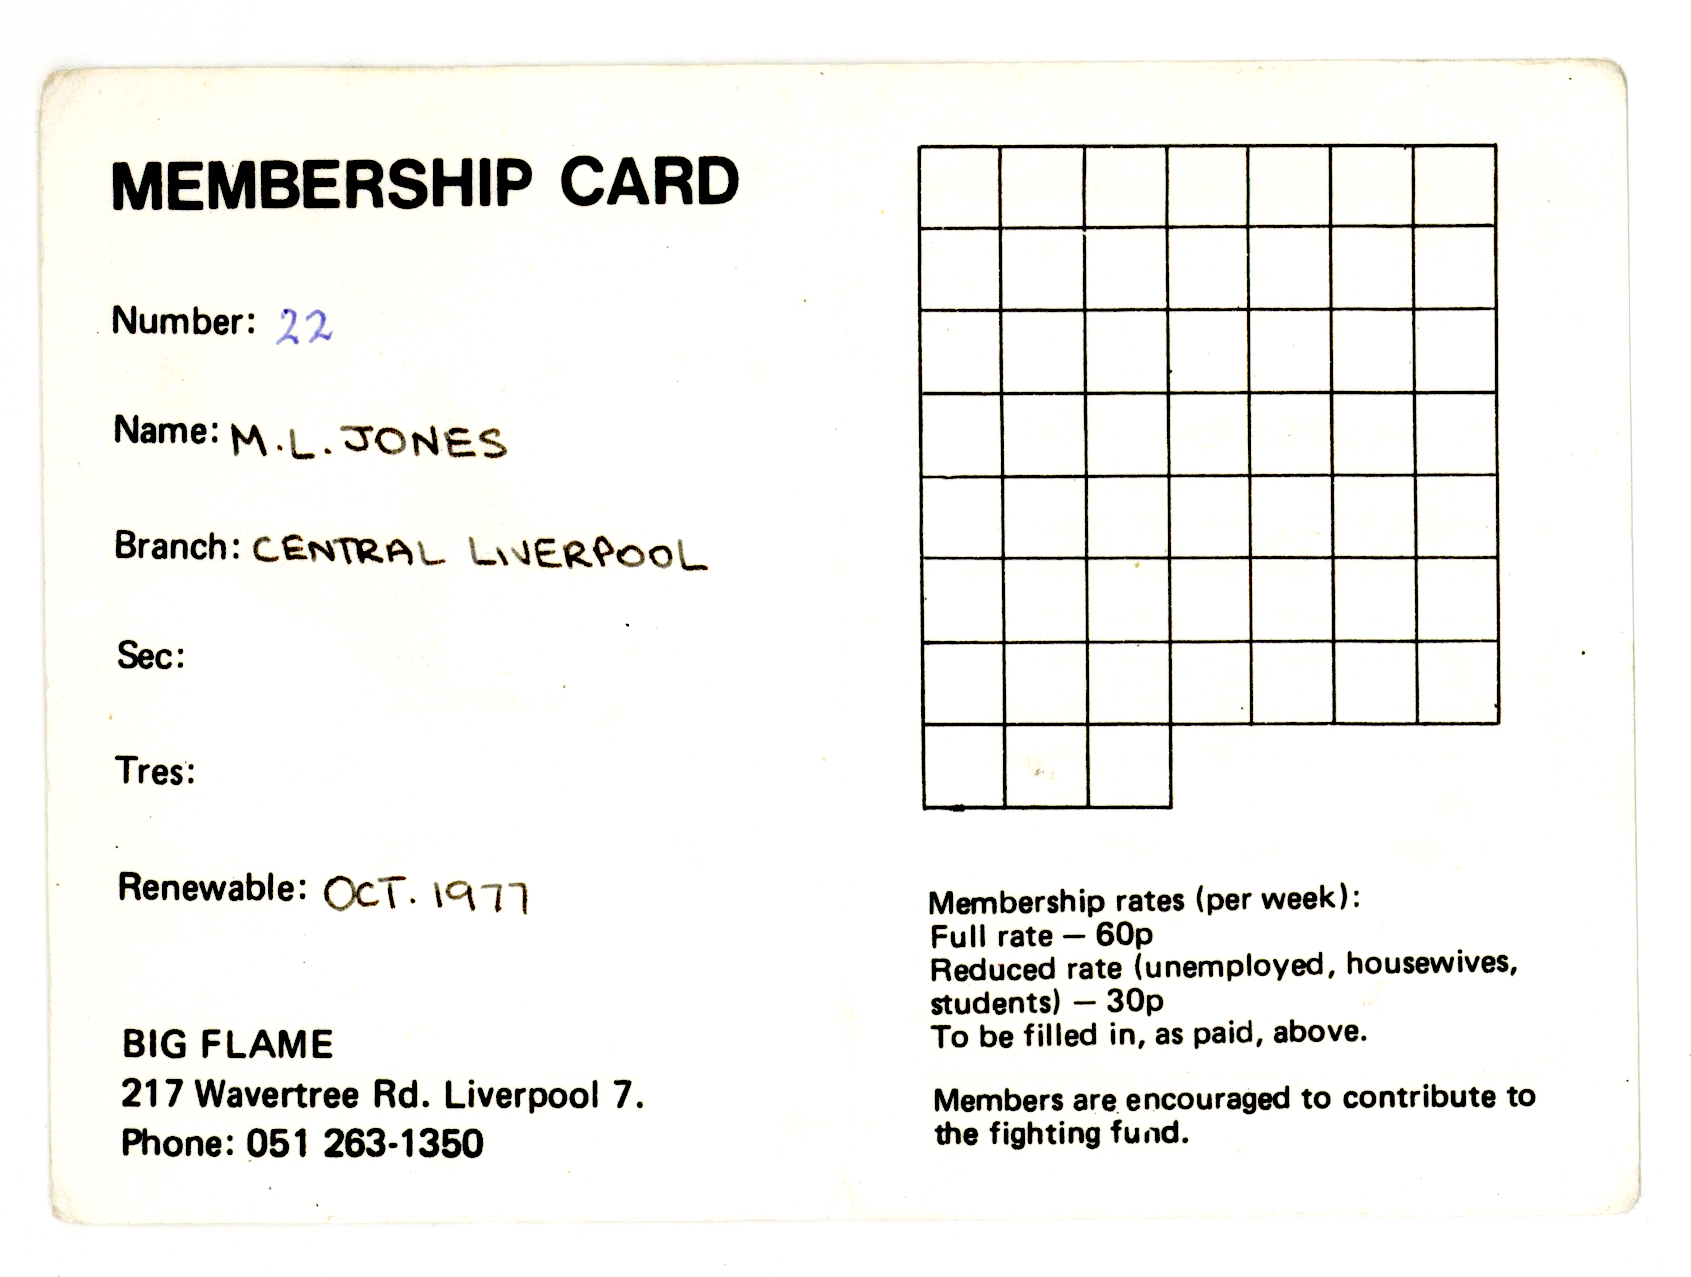 MEMBERSHIP CARD
Number: 22
Name: M.L. JONES
Branch: CENTRAL LIVERPOOL
Sec:
Tres:
Renewable: OCT. 1977
BIG FLAME
217 Wavertree Rd. Liverpool 7.
Phone: 051 263-1350
Membership rates (per week):
Full rate — 60p
Reduced rate (unemployed, housewives,
students) — 30p
To be filled in, as paid, above.
Members are encouraged to contribute to
the fighting fund.